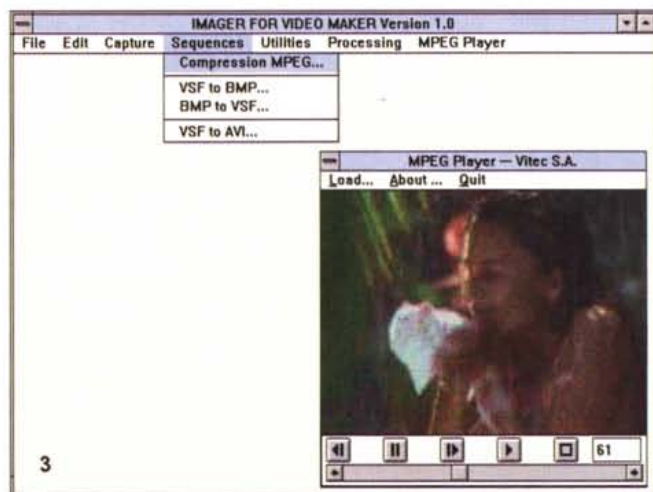 IMAGER FOR VIDEO MAKER Version 1.0
File Edit Capture Sequences Utilities Processing MPEG Player
Compression MPEG...
VSF to BMP...
BMP to VSF...
VSF to AVI...
MPEG Player — Vitec S.A.
Load... About ... Quit
61
3